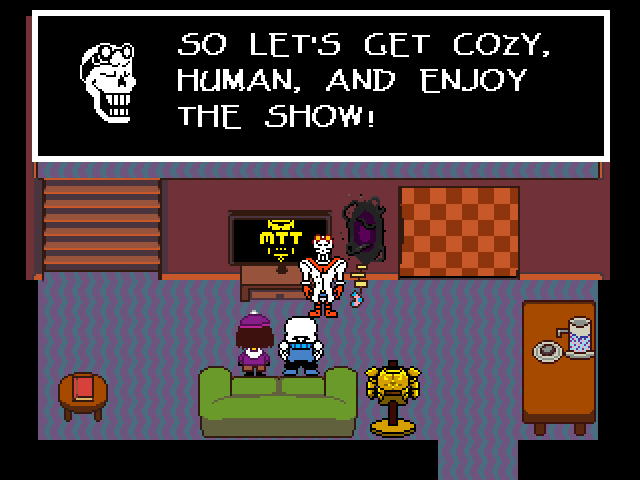 SO LET'S GET COZY,
HUMAN, AND ENJOY
THE SHOW!
MTT